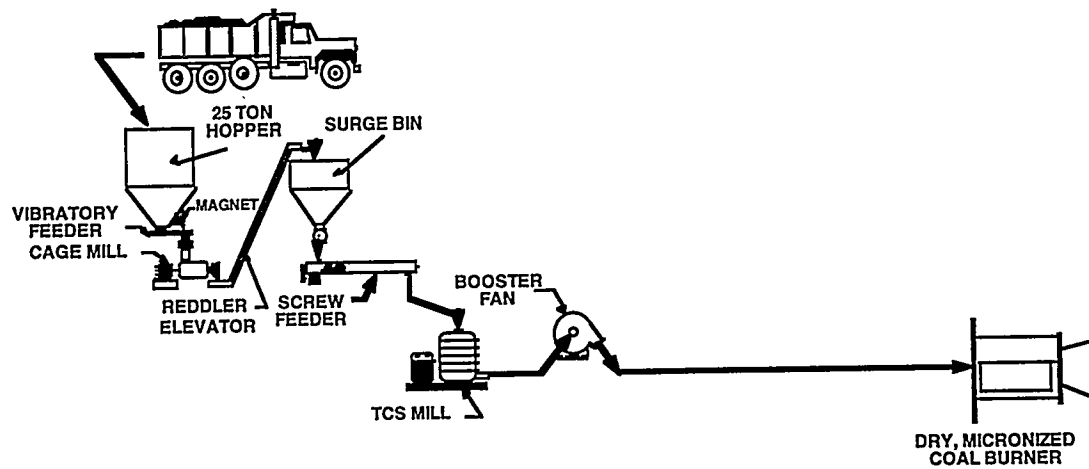 25 TON
HOPPER
SURGE BIN
MAGNET
VIBRATORY
FEEDER
CAGE MILL
REDDLER
ELEVATOR
SCREW
FEEDER
BOOSTER
FAN
TCS MILL
DRY, MICRONIZED
COAL BURNER